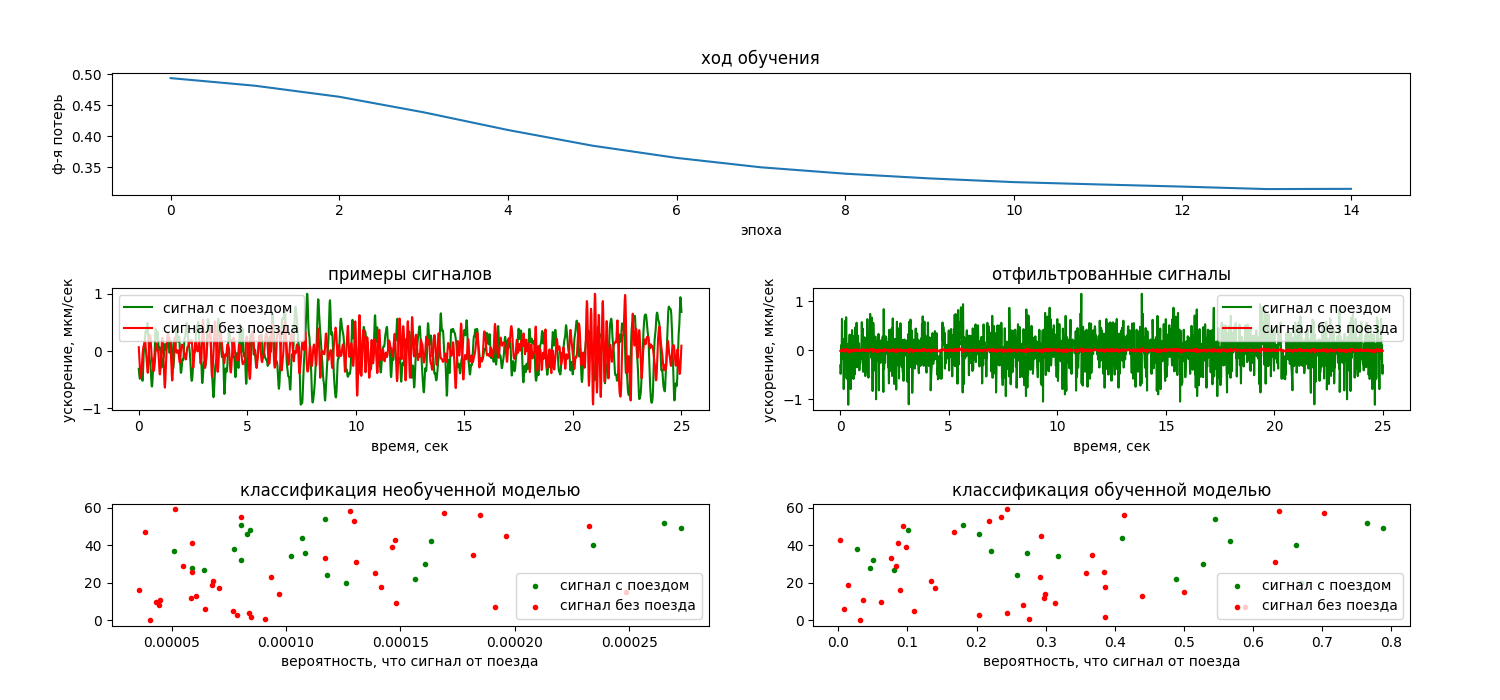 ход обучения
0.50
0.45
0.40
0.35
ф-я потерь
0 2 4 6 8 10 12 14
эпоха
примеры сигналов
1
0
−1
ускорение, мкм/сек
сигнал с поездом
сигнал без поезда
0 5 10 15 20 25
время, сек
отфильтрованные сигналы
1
0
−1
ускорение, мкм/сек
сигнал с поездом
сигнал без поезда
0 5 10 15 20 25
время, сек
классификация необученной моделью
60
40
20
0
сигнал с поездом
сигнал без поезда
0.00005 0.00010 0.00015 0.00020 0.00025
вероятность, что сигнал от поезда
классификация обученной моделью
60
40
20
0
сигнал с поездом
сигнал без поезда
0.0 0.1 0.2 0.3 0.4 0.5 0.6 0.7 0.8
вероятность, что сигнал от поезда